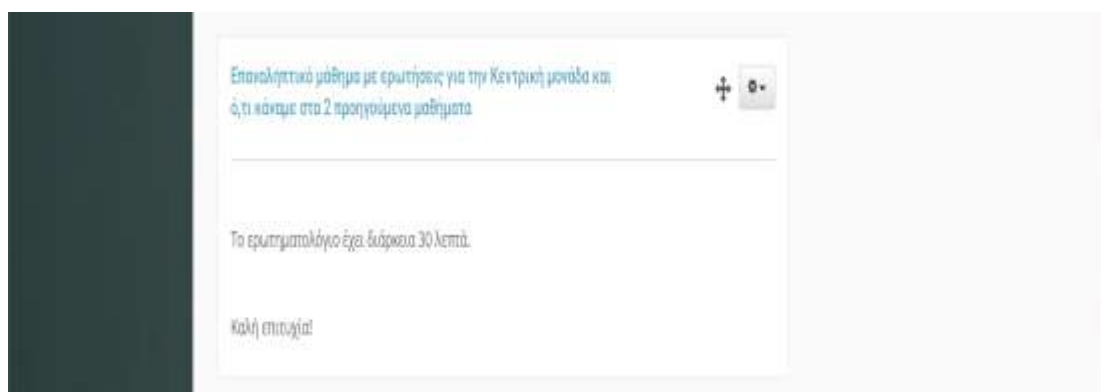 Επαναληπτικό μάθημα με ερωτήσεις για την Κεντρική μονάδα και
ό,τι κάναμε στα 2 προηγούμενα μαθήματα
Το ερωτηματολόγιο έχει διάρκεια 30 λεπτά.
Καλή επιτυχία!